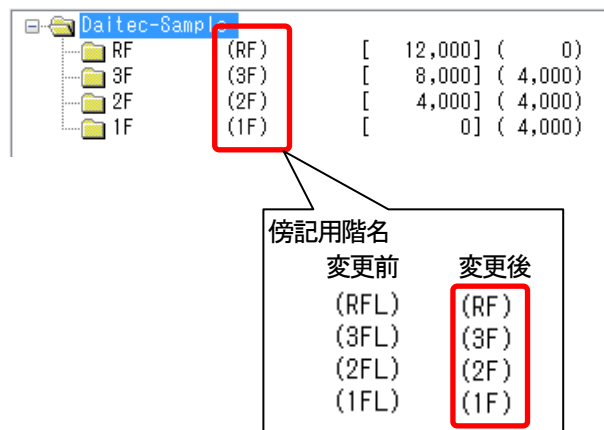 Daitec-Sample
RF (RF) [ 12,000] ( 0)
3F (3F) [ 8,000] ( 4,000)
2F (2F) [ 4,000] ( 4,000)
1F (1F) [ 0] ( 4,000)
傍記用階名
変更前 変更後
(RFL) (RF)
(3FL) (3F)
(2FL) (2F)
(1FL) (1F)